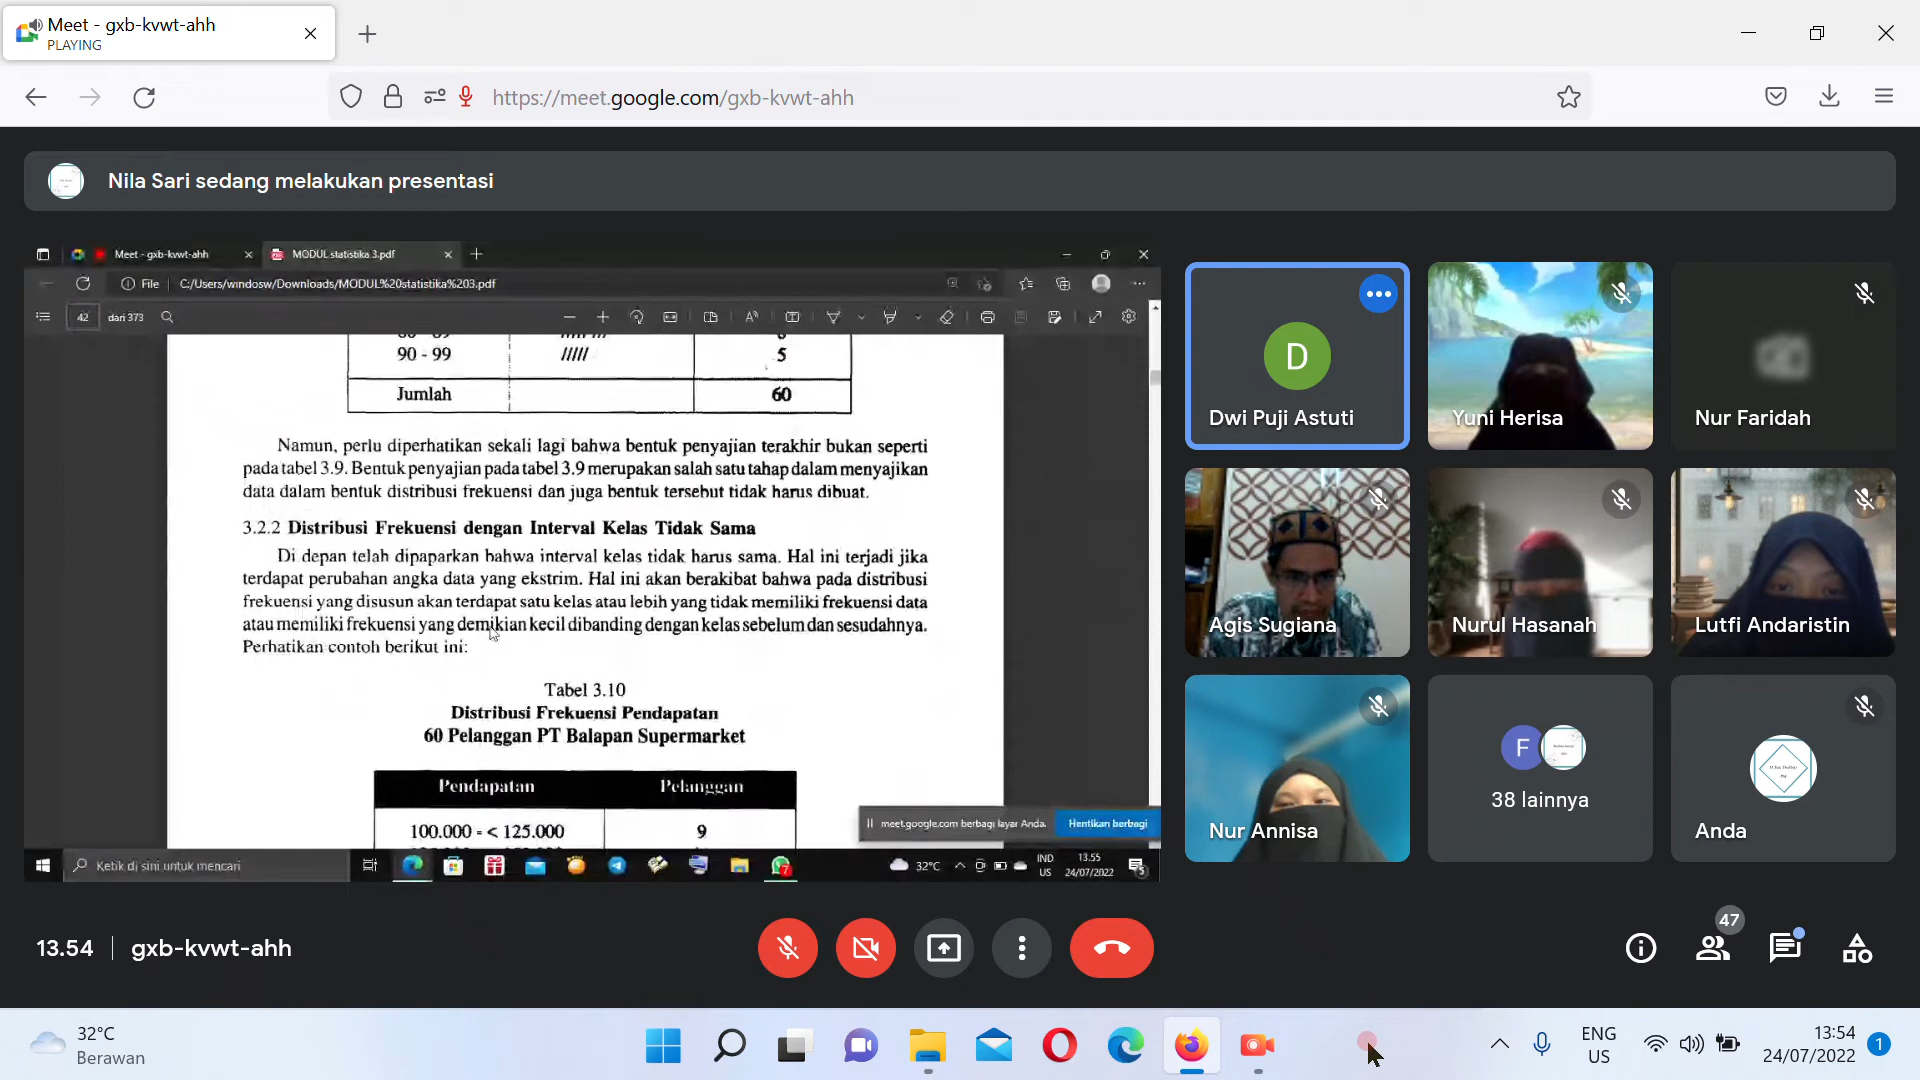 Meet - gxb-kvwt-ahh
PLAYING
https://meet.google.com/gxb-kvwt-ahh
Nila Sari sedang melakukan presentasi
Meet - gxb-kvwt-ahh
MODUL statistika 3.pdf
File
C:/Users/windosw/Downloads/MODUL%20statistika%203.pdf
42
dari 373
90 - 99
/////
5
Jumlah
60
Namun, perlu diperhatikan sekali lagi bahwa bentuk penyajian terakhir bukan seperti
pada tabel 3.9. Bentuk penyajian pada tabel 3.9 merupakan salah satu tahap dalam menyajikan
data dalam bentuk distribusi frekuensi dan juga bentuk tersebut tidak harus dibuat.
3.2.2 Distribusi Frekuensi dengan Interval Kelas Tidak Sama
Di depan telah dipaparkan bahwa interval kelas tidak harus sama. Hal ini terjadi jika
terdapat perubahan angka data yang ekstrim. Hal ini akan berakibat bahwa pada distribusi
frekuensi yang disusun akan terdapat satu kelas atau lebih yang tidak memiliki frekuensi data
atau memiliki frekuensi yang demikian kecil dibanding dengan kelas sebelum dan sesudahnya.
Perhatikan contoh berikut ini:
Tabel 3.10
Distribusi Frekuensi Pendapatan
60 Pelanggan PT Balapan Supermarket
Pendapatan
Pelanggan
100.000 - < 125.000
9
meet.google.com berbagi layar Anda.
Hentikan berbagi
Ketik di sini untuk mencari
32°C
IND
US
13.55
24/07/2022
5
D
Dwi Puji Astuti
Yuni Herisa
Nur Faridah
Agis Sugiana
Nurul Hasanah
Lutfi Andaristin
Nur Annisa
F
38 lainnya
Anda
13.54
gxb-kvwt-ahh
47
32°C
Berawan
ENG
US
13:54
24/07/2022
1